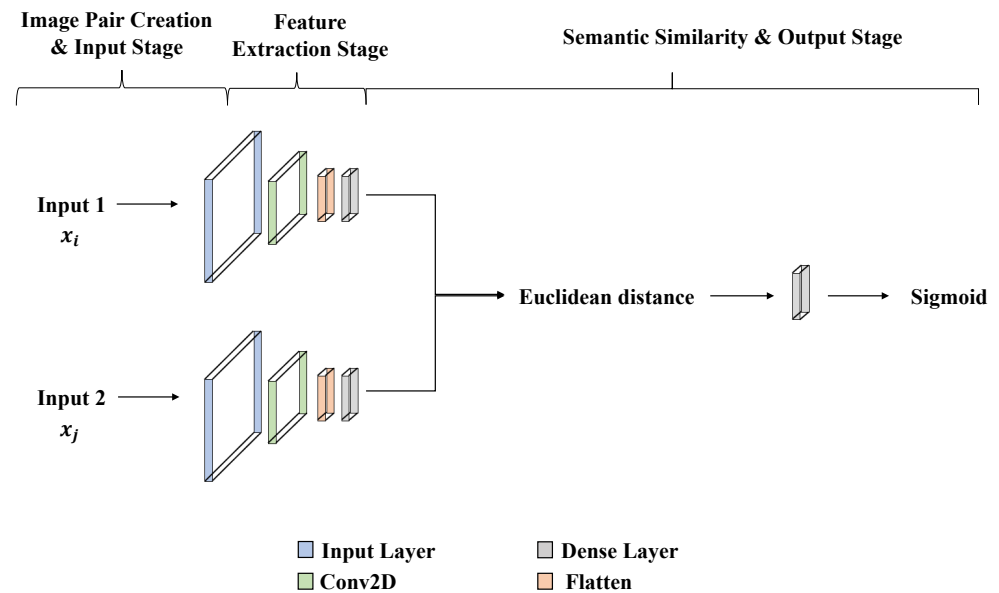 Image Pair Creation
& Input Stage
Feature
Extraction Stage
Semantic Similarity & Output Stage
Input 1
x_i
Euclidean distance
Sigmoid
Input 2
x_j
Input Layer
Dense Layer
Conv2D
Flatten